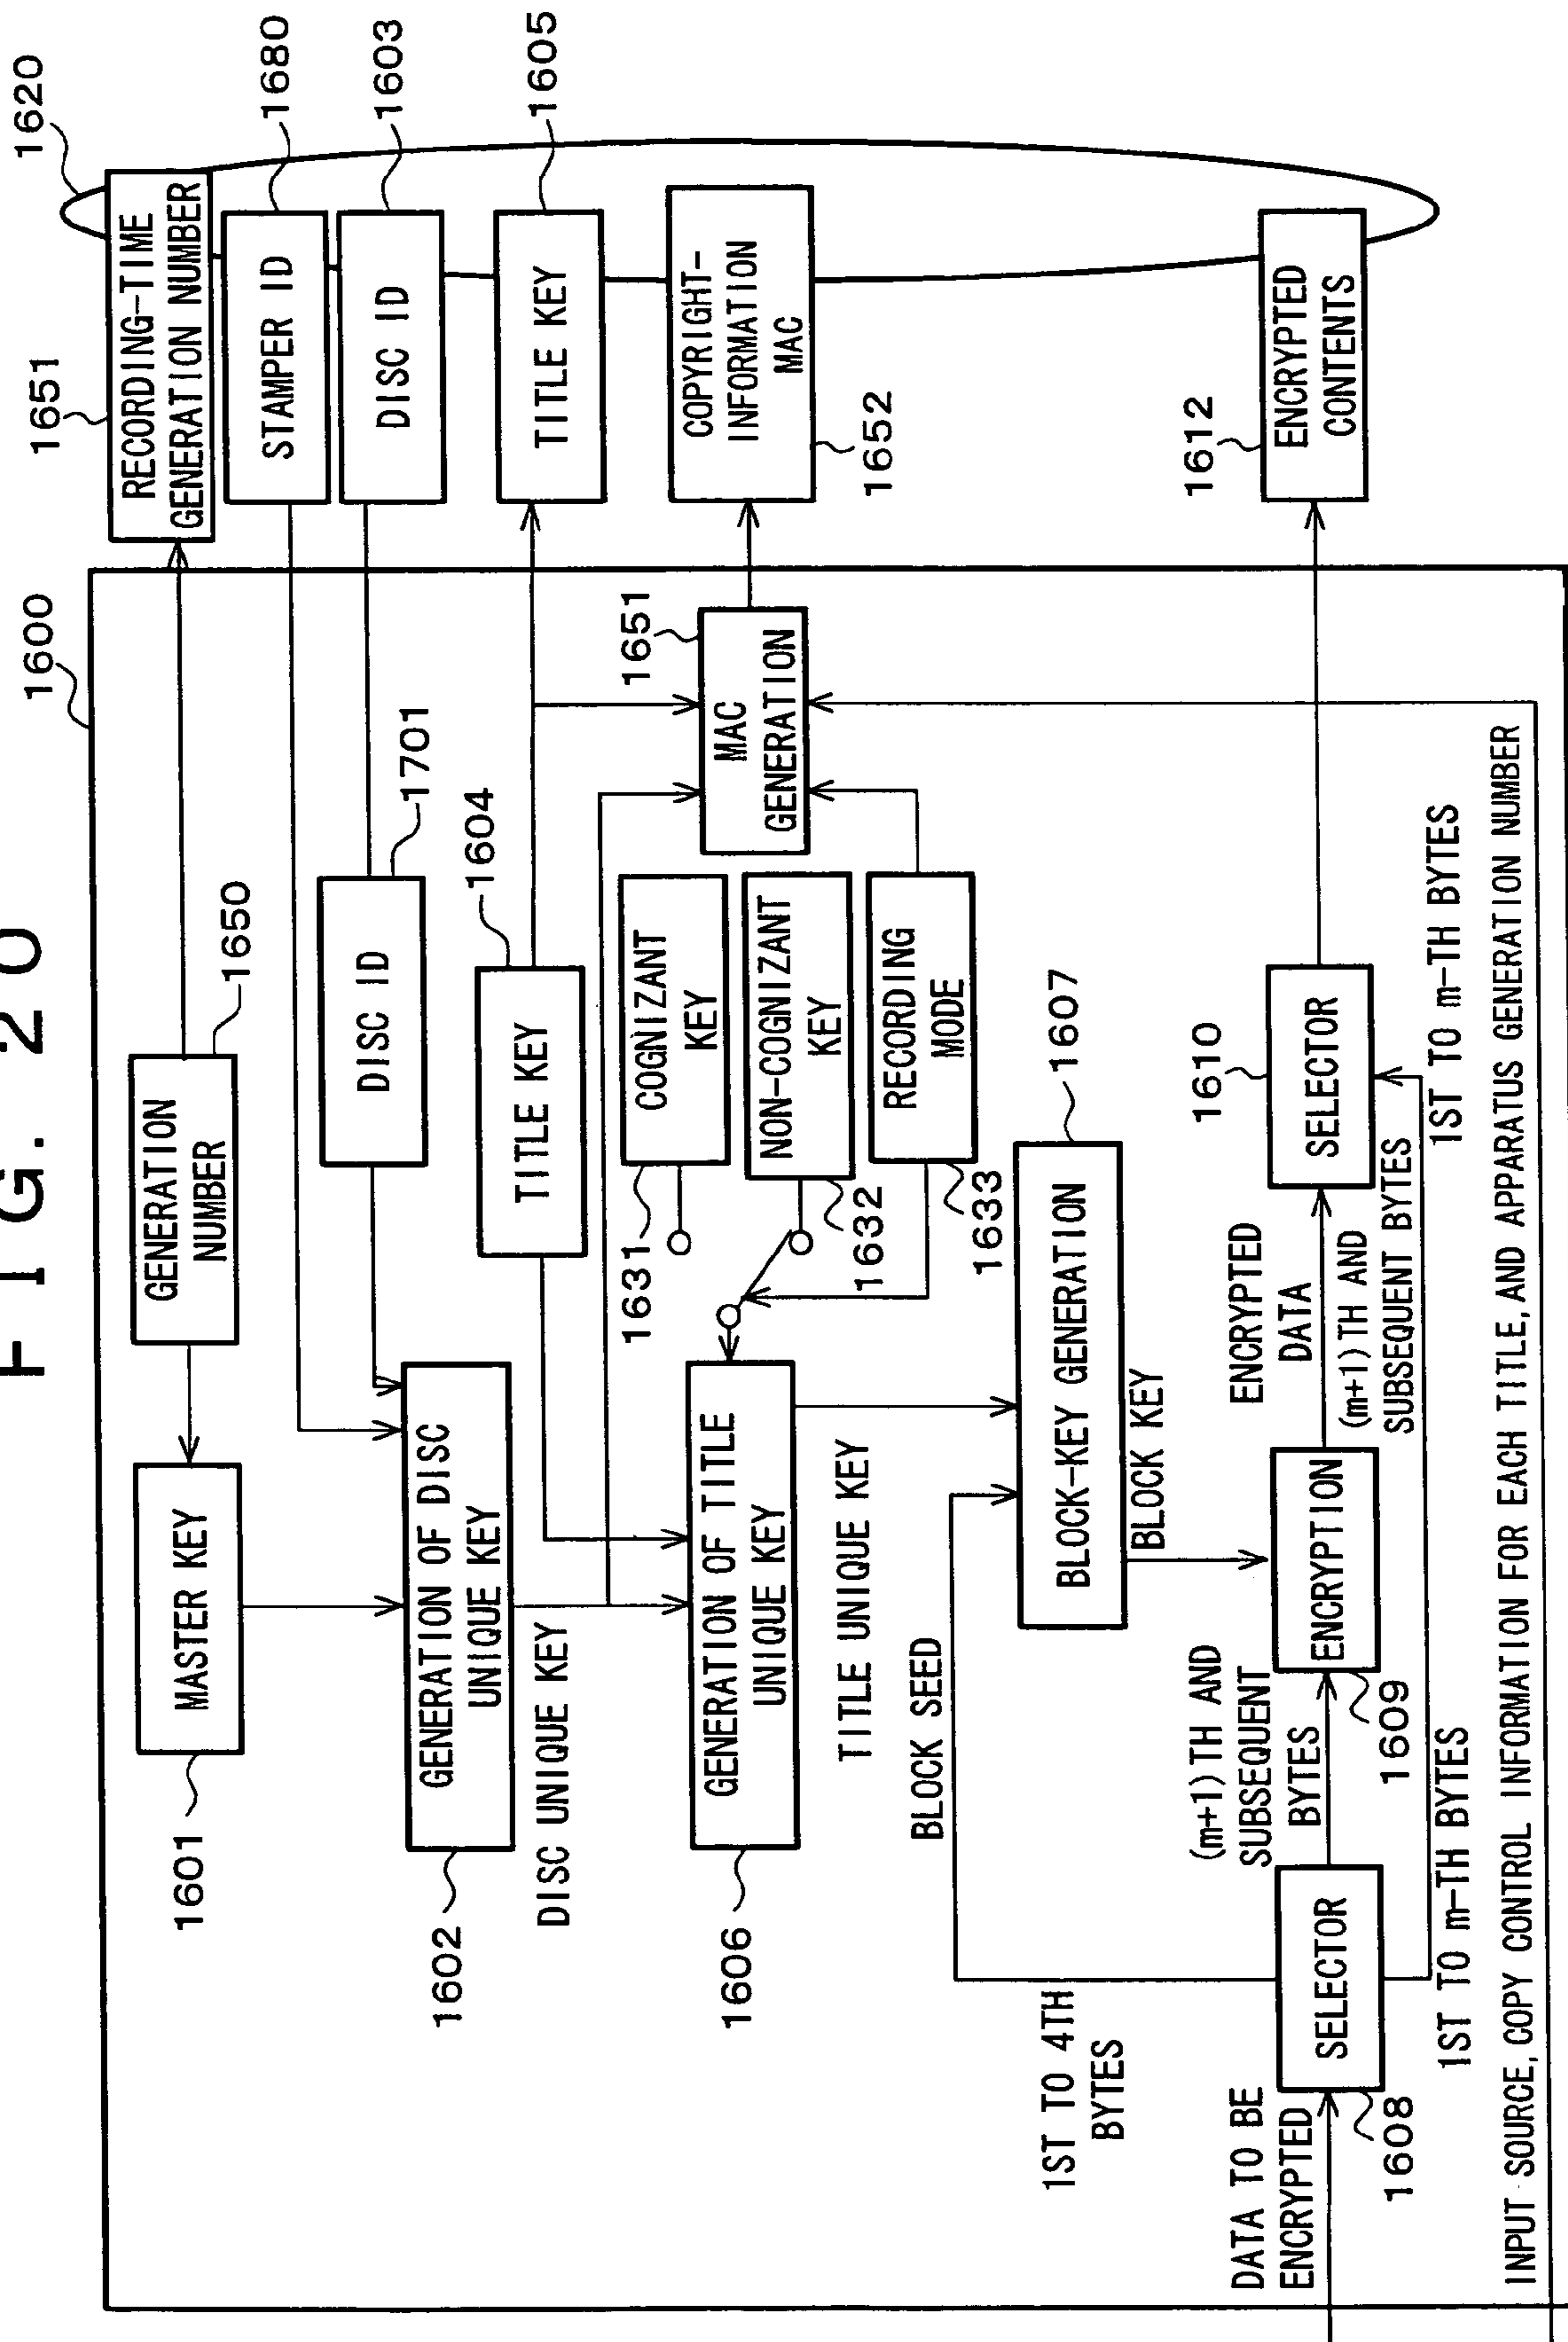 FIG. 20
1600
1620
1651
RECORDING-TIME
GENERATION NUMBER
STAMPER ID
1680
DISC ID
1603
TITLE KEY
1605
COPYRIGHT-
INFORMATION
MAC
1652
1612
ENCRYPTED
CONTENTS
GENERATION
NUMBER
1650
MASTER KEY
1601
DISC ID
1701
GENERATION OF DISC
UNIQUE KEY
1602
DISC UNIQUE KEY
TITLE KEY
1604
GENERATION OF TITLE
UNIQUE KEY
1606
TITLE UNIQUE KEY
COGNIZANT
KEY
1631
NON-COGNIZANT
KEY
1632
RECORDING
MODE
1633
MAC
GENERATION
1651
BLOCK SEED
BLOCK-KEY GENERATION
1607
BLOCK KEY
1ST TO 4TH
BYTES
DATA TO BE
ENCRYPTED
SELECTOR
1608
(m+1)TH AND
SUBSEQUENT
BYTES
ENCRYPTION
1609
ENCRYPTED
DATA
(m+1)TH AND
SUBSEQUENT BYTES
SELECTOR
1610
1ST TO m-TH BYTES
1ST TO m-TH BYTES
INPUT SOURCE, COPY CONTROL INFORMATION FOR EACH TITLE, AND APPARATUS GENERATION NUMBER